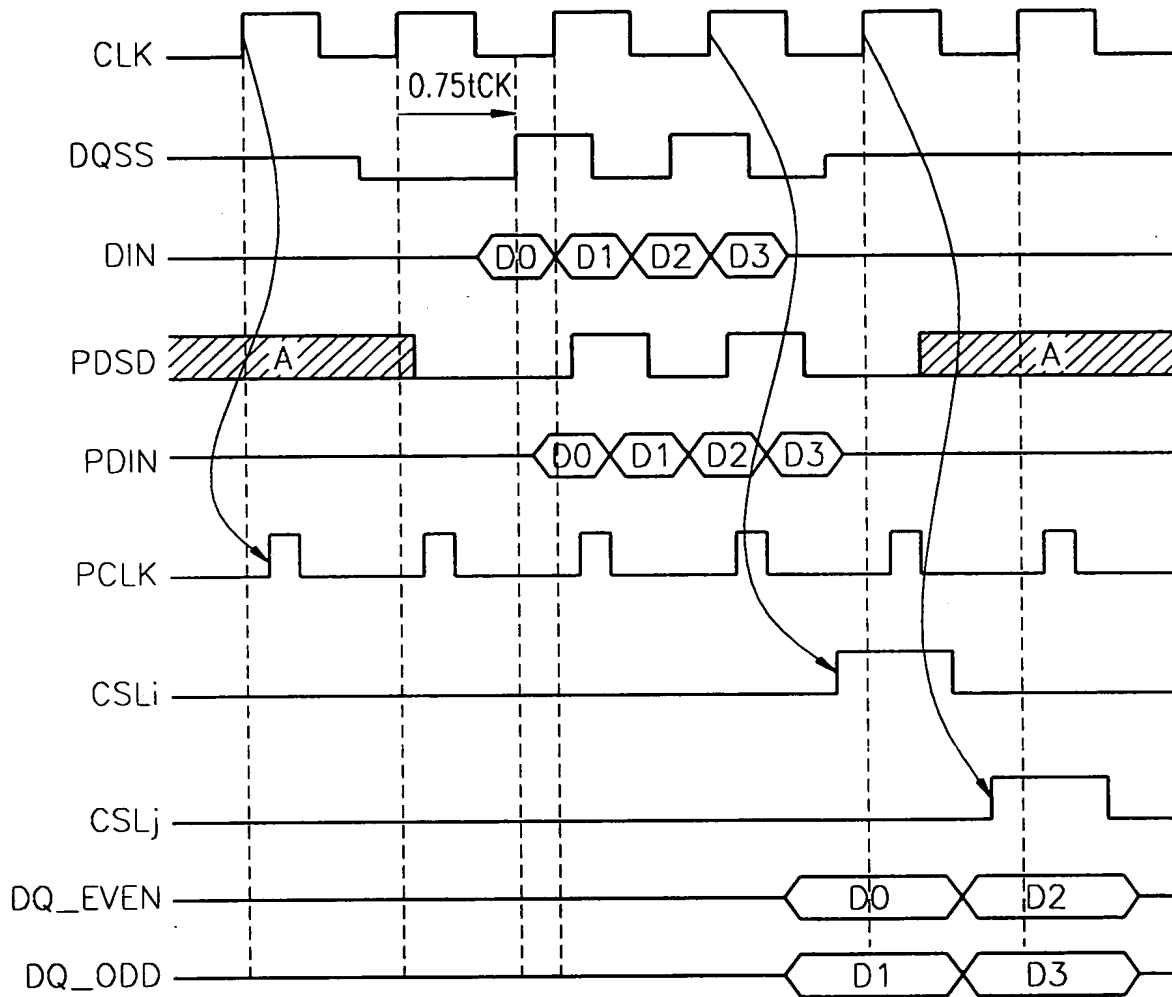 CLK
0.75tCK
DQSS
DIN D0 D1 D2 D3
PDSD A A
PDIN D0 D1 D2 D3
PCLK
CSLi
CSLj
DQ_EVEN D0 D2
DQ_ODD D1 D3